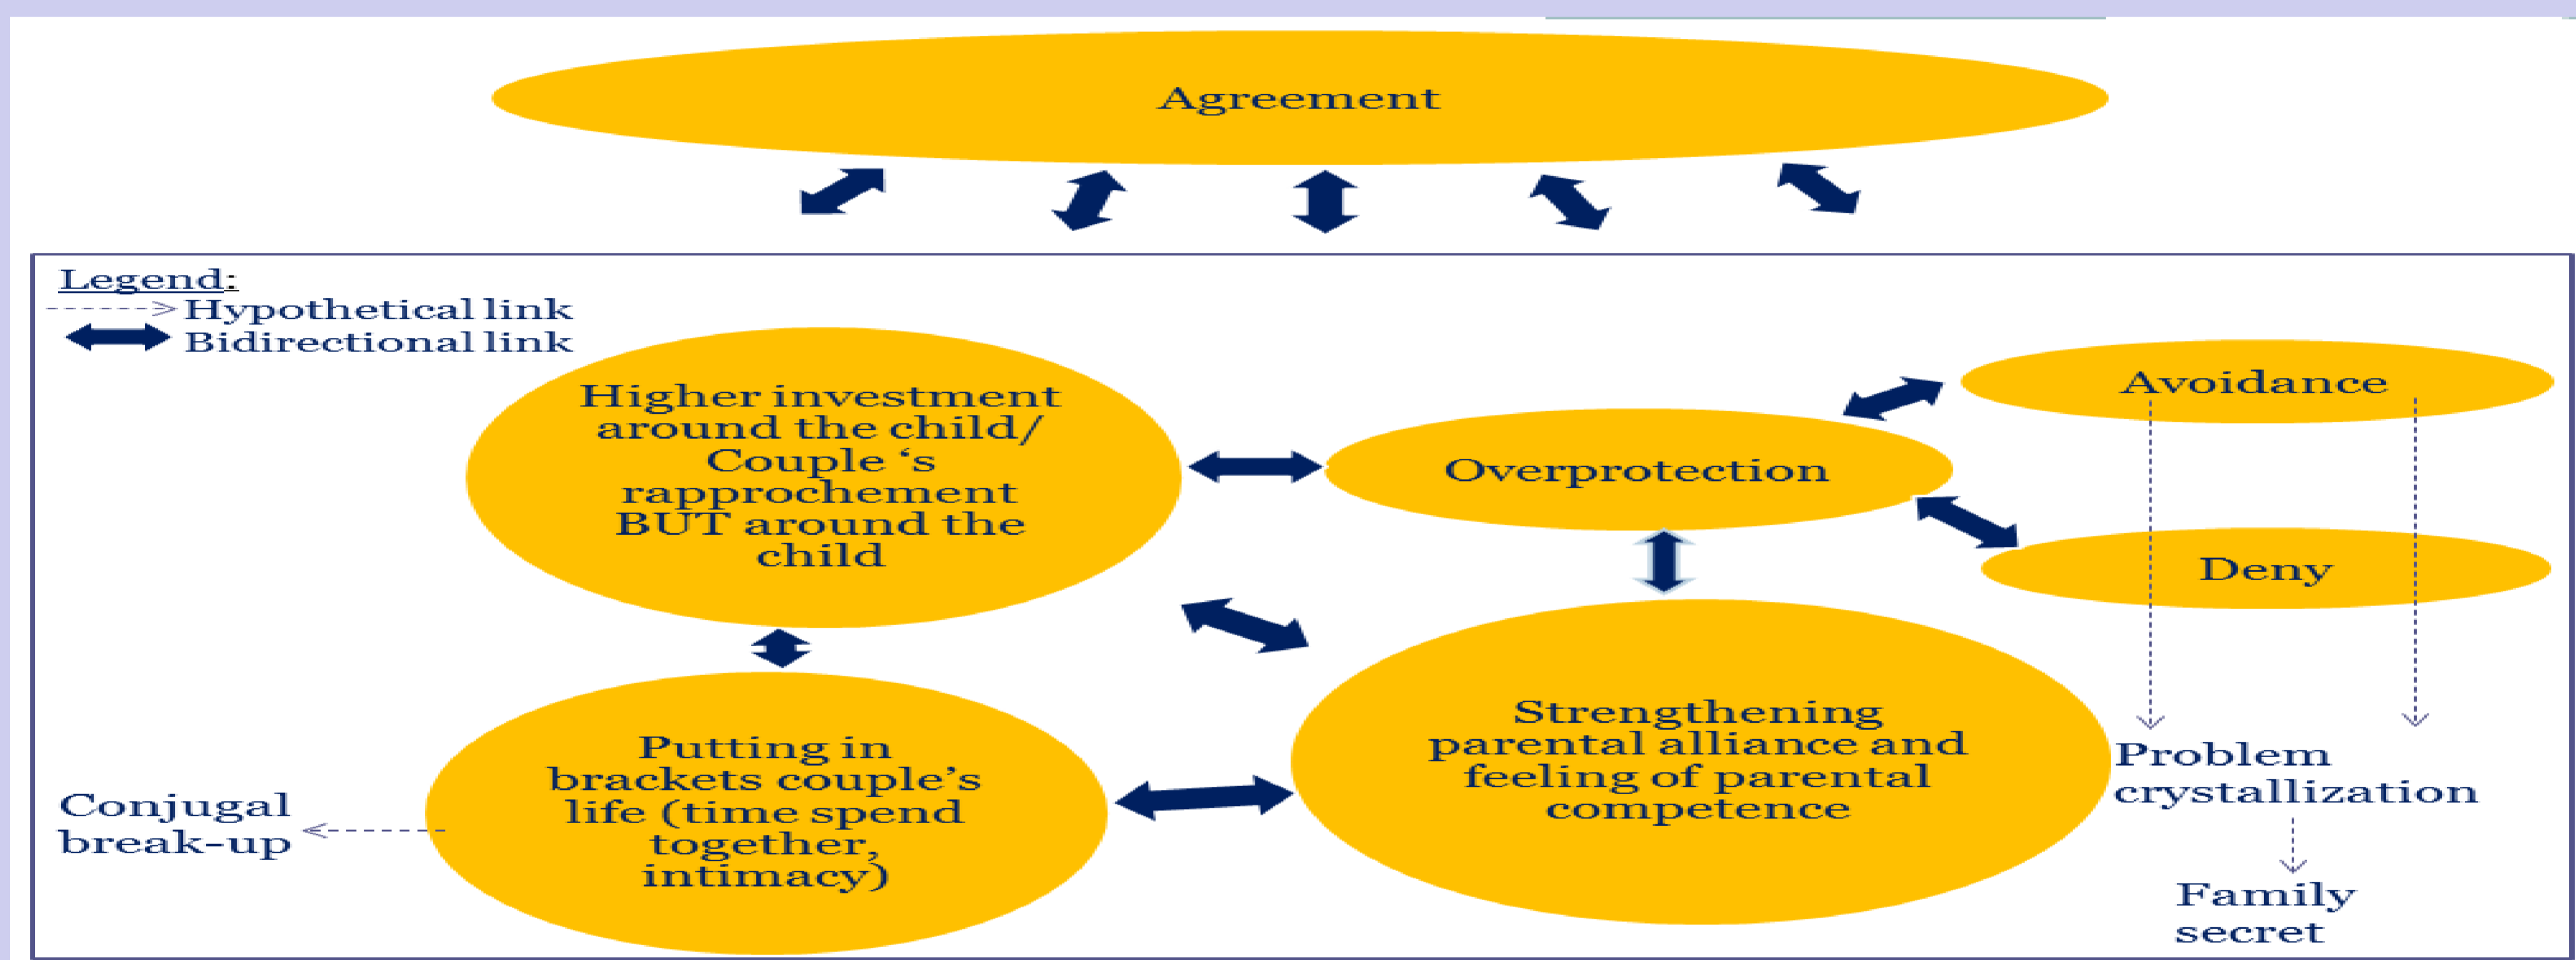 Agreement
Legend:
Hypothetical link
Bidirectional link
Higher investment
around the child/
Couple ‘s
rapprochement
BUT around the
child
Overprotection
Avoidance
Deny
Putting in
brackets couple’s
life (time spend
together,
intimacy)
Strengthening
parental alliance and
feeling of parental
competence
Conjugal
break-up
Problem
crystallization
Family
secret